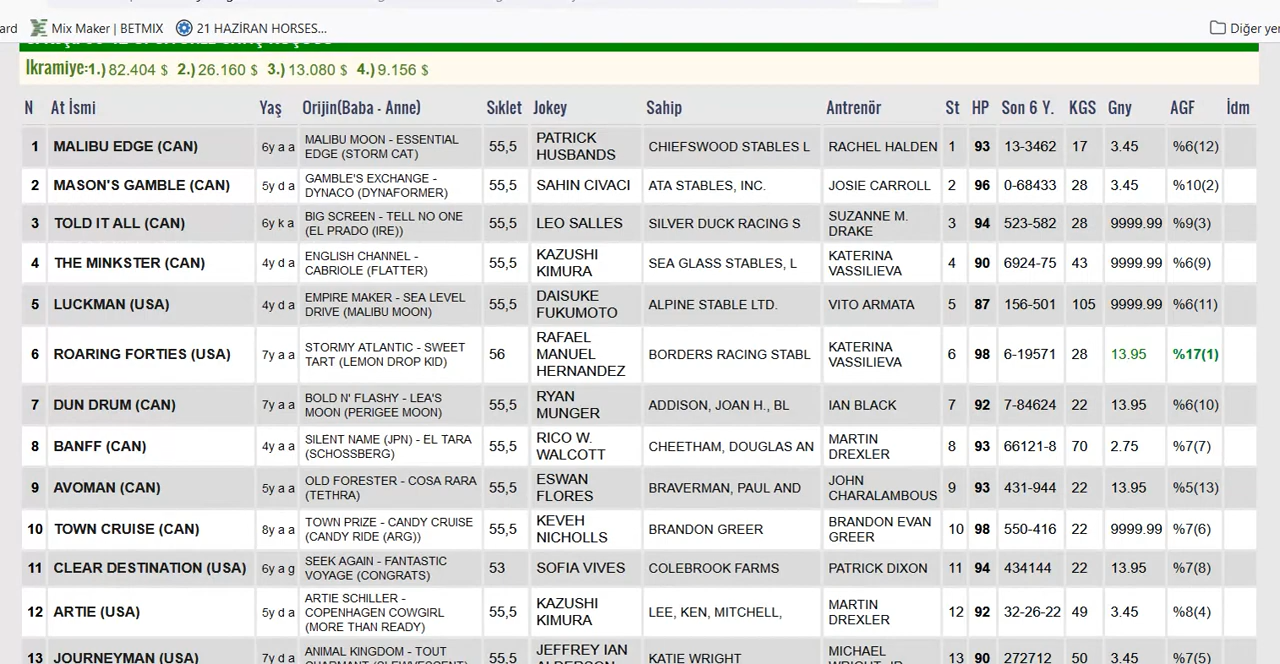 ard Mix Maker | BETMIX 21 HAZİRAN HORSES... Diğer yer
İkramiye:1.) 82.404 $ 2.) 26.160 $ 3.) 13.080 $ 4.) 9.156 $
N At İsmi Yaş Orijin(Baba - Anne) Sıklet Jokey Sahip Antrenör St HP Son 6 Y. KGS Gny AGF İdm
1 MALIBU EDGE (CAN) 6y a a MALIBU MOON - ESSENTIAL EDGE (STORM CAT) 55,5 PATRICK HUSBANDS CHIEFSWOOD STABLES L RACHEL HALDEN 1 93 13-3462 17 3.45 %6(12)
2 MASON'S GAMBLE (CAN) 5y d a GAMBLE'S EXCHANGE - DYNACO (DYNAFORMER) 55,5 SAHIN CIVACI ATA STABLES, INC. JOSIE CARROLL 2 96 0-68433 28 3.45 %10(2)
3 TOLD IT ALL (CAN) 6y k a BIG SCREEN - TELL NO ONE (EL PRADO (IRE)) 55,5 LEO SALLES SILVER DUCK RACING S SUZANNE M. DRAKE 3 94 523-582 28 9999.99 %9(3)
4 THE MINKSTER (CAN) 4y d a ENGLISH CHANNEL - CABRIOLE (FLATTER) 55,5 KAZUSHI KIMURA SEA GLASS STABLES, L KATERINA VASSILIEVA 4 90 6924-75 43 9999.99 %6(9)
5 LUCKMAN (USA) 4y d a EMPIRE MAKER - SEA LEVEL DRIVE (MALIBU MOON) 55,5 DAISUKE FUKUMOTO ALPINE STABLE LTD. VITO ARMATA 5 87 156-501 105 9999.99 %6(11)
6 ROARING FORTIES (USA) 7y a a STORMY ATLANTIC - SWEET TART (LEMON DROP KID) 56 RAFAEL MANUEL HERNANDEZ BORDERS RACING STABL KATERINA VASSILIEVA 6 98 6-19571 28 13.95 %17(1)
7 DUN DRUM (CAN) 7y a a BOLD N' FLASHY - LEA'S MOON (PERIGEE MOON) 55,5 RYAN MUNGER ADDISON, JOAN H., BL IAN BLACK 7 92 7-84624 22 13.95 %6(10)
8 BANFF (CAN) 4y a a SILENT NAME (JPN) - EL TARA (SCHOSSBERG) 55,5 RICO W. WALCOTT CHEETHAM, DOUGLAS AN MARTIN DREXLER 8 93 66121-8 70 2.75 %7(7)
9 AVOMAN (CAN) 5y a a OLD FORESTER - COSA RARA (TETHRA) 55,5 ESWAN FLORES BRAVERMAN, PAUL AND JOHN CHARALAMBOUS 9 93 431-944 22 13.95 %5(13)
10 TOWN CRUISE (CAN) 8y a a TOWN PRIZE - CANDY CRUISE (CANDY RIDE (ARG)) 55,5 KEVEH NICHOLLS BRANDON GREER BRANDON EVAN GREER 10 98 550-416 22 9999.99 %7(6)
11 CLEAR DESTINATION (USA) 6y a g SEEK AGAIN - FANTASTIC VOYAGE (CONGRATS) 53 SOFIA VIVES COLEBROOK FARMS PATRICK DIXON 11 94 434144 22 13.95 %7(8)
12 ARTIE (USA) 5y d a ARTIE SCHILLER - COPENHAGEN COWGIRL (MORE THAN READY) 55,5 KAZUSHI KIMURA LEE, KEN, MITCHELL, MARTIN DREXLER 12 92 32-26-22 49 3.45 %8(4)
13 JOURNEYMAN (USA) 7y d a ANIMAL KINGDOM - TOUT 55,5 JEFFREY IAN KATIE WRIGHT MICHAEL 13 90 272712 50 3.45 %7(5)